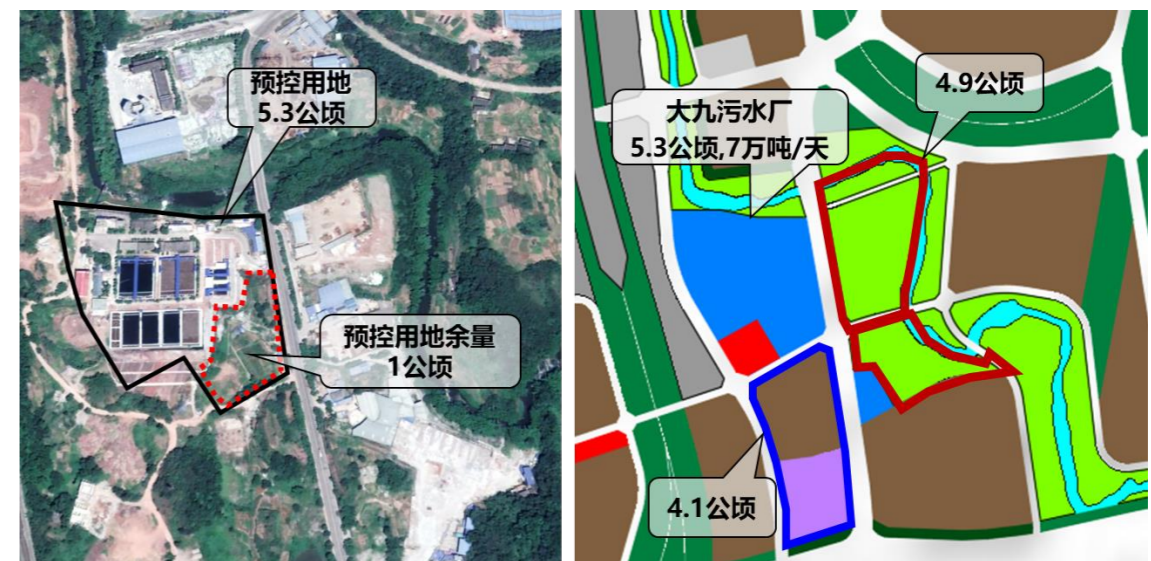 预控用地
5.3公顷
预控用地余量
1公顷
大九污水厂
5.3公顷,7万吨/天
4.9公顷
4.1公顷